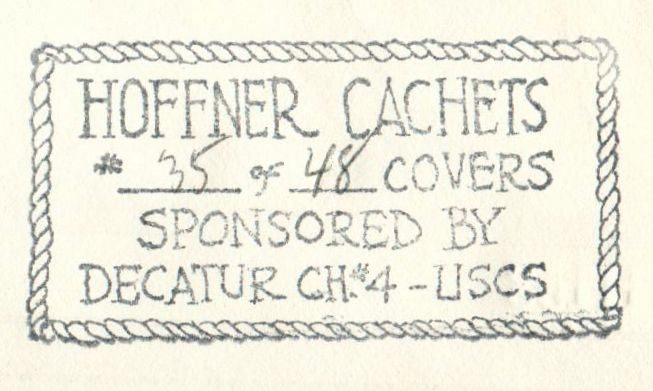 HOFFNER CACHETS
# 35 of 48 COVERS
SPONSORED BY
DECATUR CH.#4-USCS